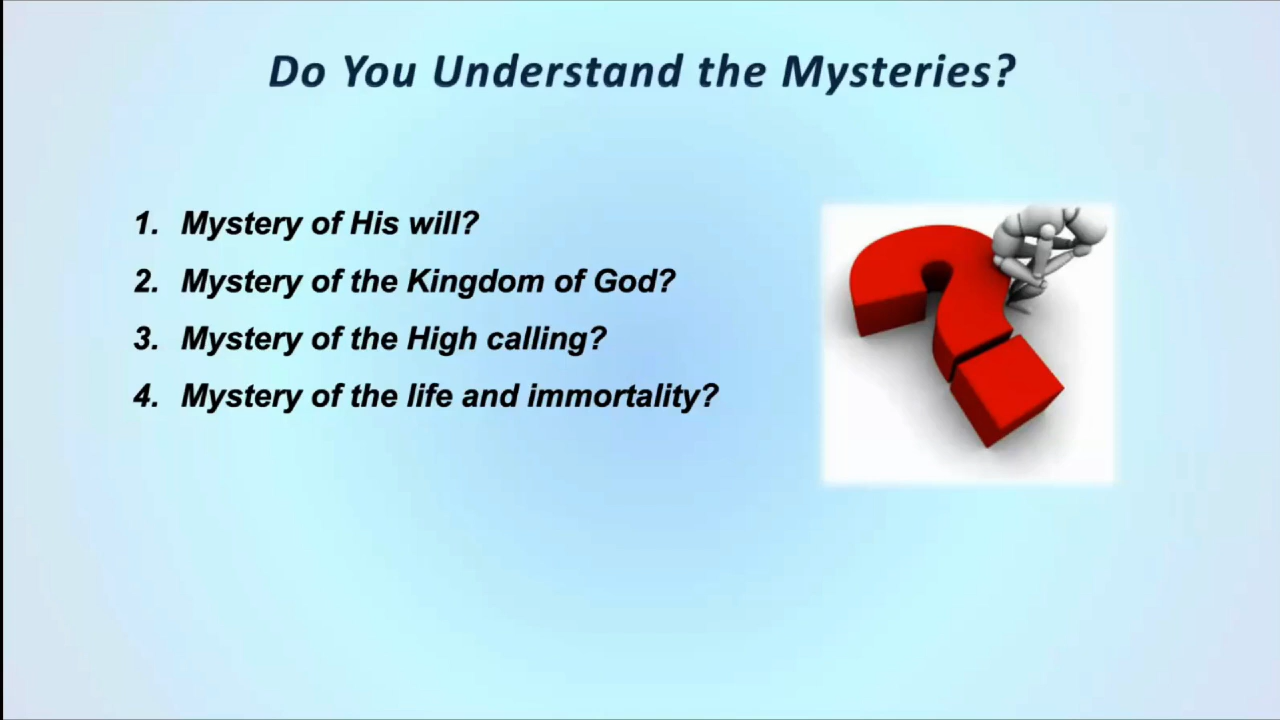 Do You Understand the Mysteries?
1. Mystery of His will?
2. Mystery of the Kingdom of God?
3. Mystery of the High calling?
4. Mystery of the life and immortality?